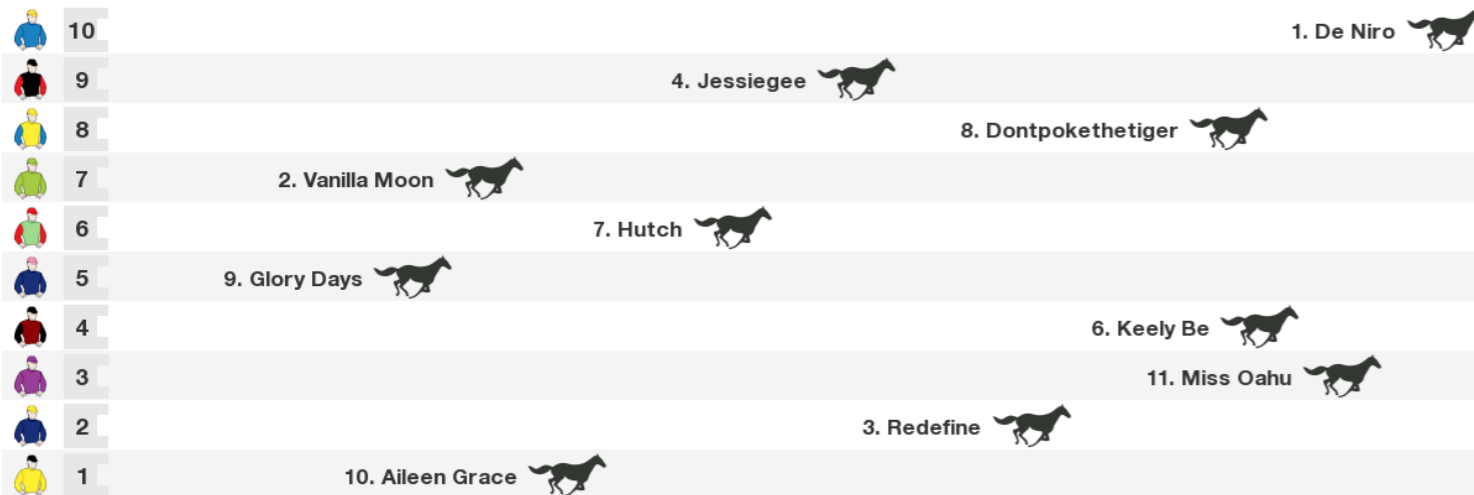 10 1. De Niro
9 4. Jessiegee
8 8. Dontpokethetiger
7 2. Vanilla Moon
6 7. Hutch
5 9. Glory Days
4 6. Keely Be
3 11. Miss Oahu
2 3. Redefine
1 10. Aileen Grace